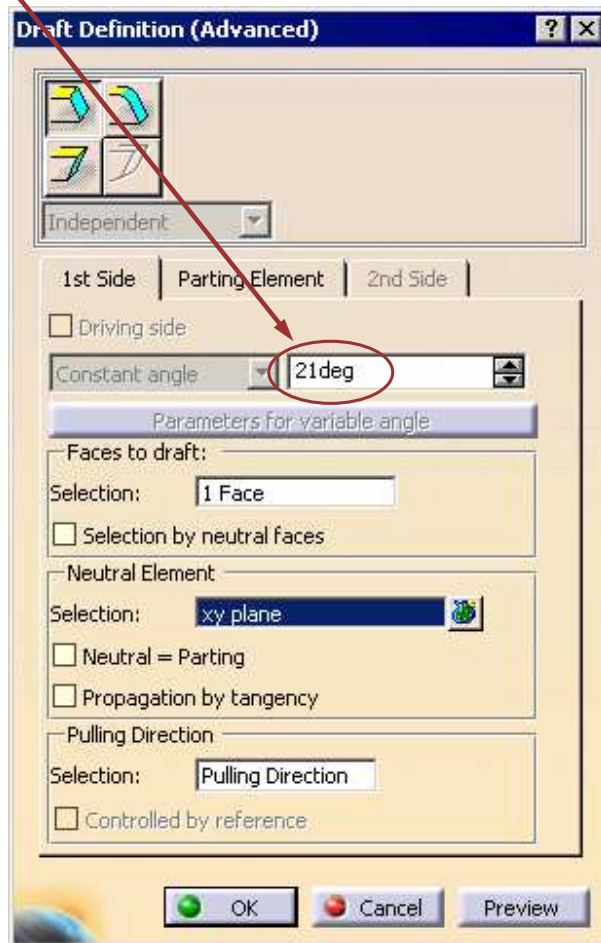 Draft Definition (Advanced)
Independent
1st Side Parting Element 2nd Side
Driving side
Constant angle 21deg
Parameters for variable angle
Faces to draft:
Selection: 1 Face
Selection by neutral faces
Neutral Element
Selection: xy plane
Neutral = Parting
Propagation by tangency
Pulling Direction
Selection: Pulling Direction
Controlled by reference
OK Cancel Preview